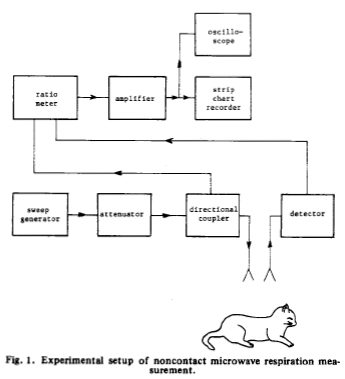 oscillo-
scope
ratio
meter
amplifier
strip
chart
recorder
sweep
generator
attenuator
directional
coupler
detector
Fig. 1. Experimental setup of noncontact microwave respiration mea-
surement.